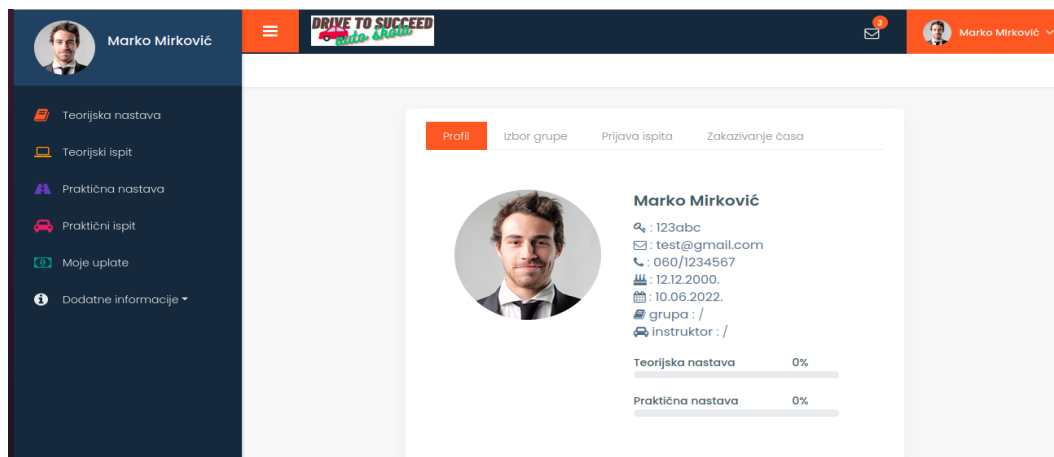 Marko Mirković
DRIVE TO SUCCEED
auto škola
3
Marko Mirković
Teorijska nastava
Teorijski ispit
Praktična nastava
Praktični ispit
Moje uplate
Dodatne informacije
Profil
Izbor grupe
Prijava ispita
Zakazivanje časa
Marko Mirković
: 123abc
: test@gmail.com
: 060/1234567
: 12.12.2000.
: 10.06.2022.
grupa : /
instruktor : /
Teorijska nastava 0%
Praktična nastava 0%